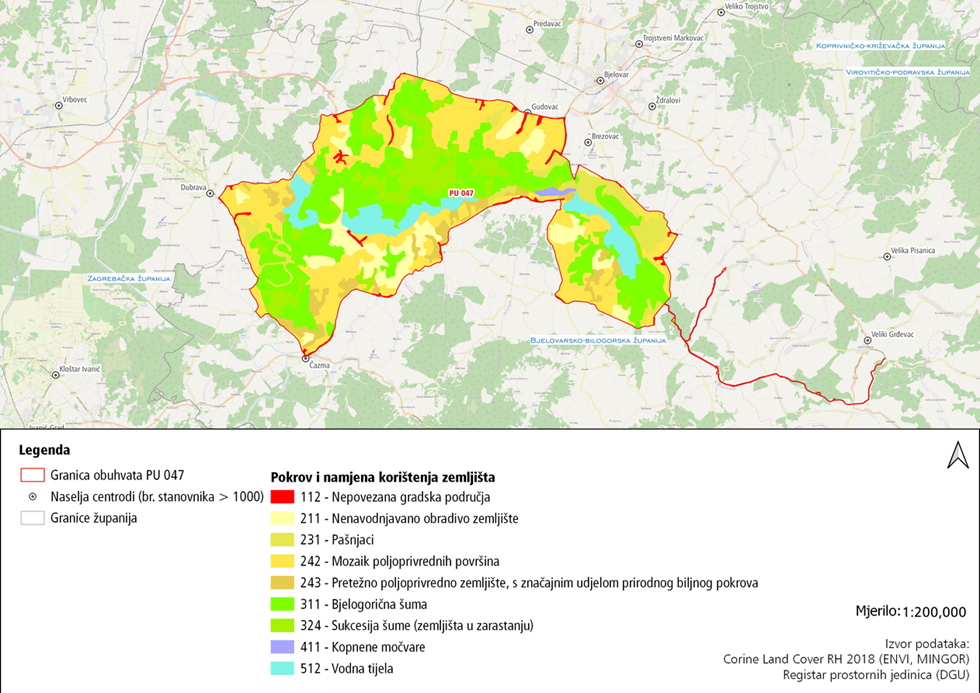 Veliko Trojstvo
Predavac
Trojstveni Markovac
KOPRIVNIČKO-KRIŽEVAČKA ŽUPANIJA
VIROVITIČKO-PODRAVSKA ŽUPANIJA
Bjelovar
Vrbovec
Ždralovi
Gudovac
Brezovac
Dubrava
PU 047
Velika Pisanica
ZAGREBAČKA ŽUPANIJA
BJELOVARSKO-BILOGORSKA ŽUPANIJA
Veliki Grđevac
Čazma
Kloštar Ivanić
Ivanić-Grad
Legenda
Granica obuhvata PU 047
Naselja centrodi (br. stanovnika > 1000)
Granice županija
Pokrov i namjena korištenja zemljišta
112 - Nepovezana gradska područja
211 - Nenavodnjavano obradivo zemljište
231 - Pašnjaci
242 - Mozaik poljoprivrednih površina
243 - Pretežno poljoprivredno zemljište, s značajnim udjelom prirodnog biljnog pokrova
311 - Bjelogorična šuma
324 - Sukcesija šume (zemljišta u zarastanju)
411 - Kopnene močvare
512 - Vodna tijela
Mjerilo: 1:200,000
Izvor podataka:
Corine Land Cover RH 2018 (ENVI, MINGOR)
Registar prostornih jedinica (DGU)